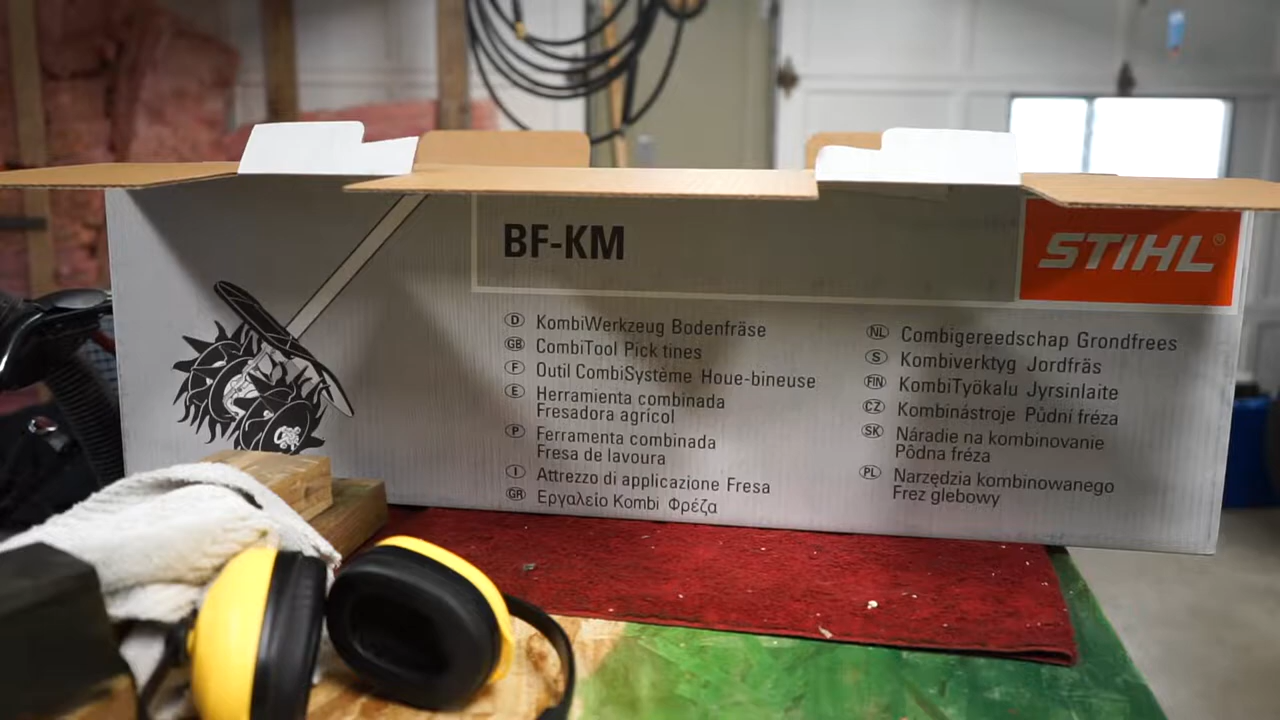 BF-KM
STIHL®
D KombiWerkzeug Bodenfräse
GB CombiTool Pick tines
F Outil CombiSystème Houe-bineuse
E Herramienta combinada
Fresadora agrícol
P Ferramenta combinada
Fresa de lavoura
I Attrezzo di applicazione Fresa
GR Εργαλείο Kombi Φρέζα
NL Combigereedschap Grondfrees
S Kombiverktyg Jordfräs
FIN KombiTyökalu Jyrsinlaite
CZ Kombinástroje Půdní fréza
SK Náradie na kombinovanie
Pôdna fréza
PL Narzędzia kombinowanego
Frez glebowy